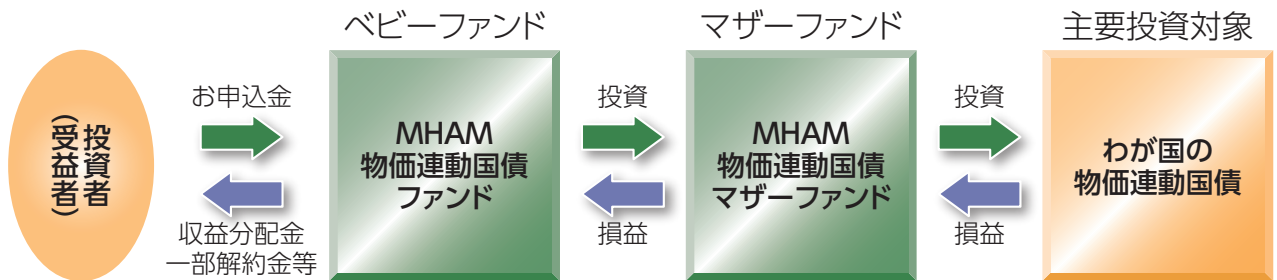 ベビーファンド
マザーファンド
主要投資対象
投資者
(受益者)
お申込金
収益分配金
一部解約金等
MHAM
物価連動国債
ファンド
投資
損益
MHAM
物価連動国債
マザーファンド
投資
損益
わが国の
物価連動国債